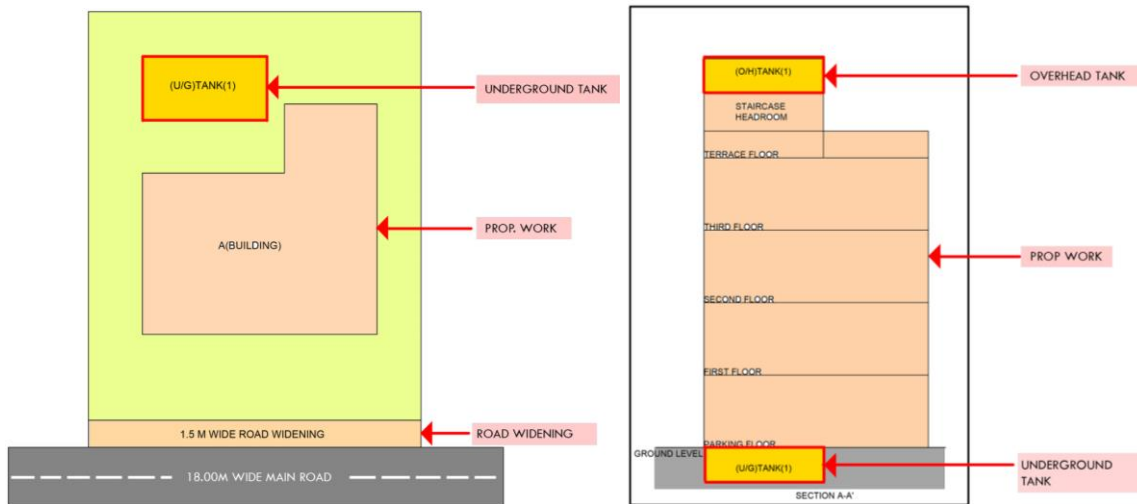 (U/G)TANK(1)
UNDERGROUND TANK
A(BUILDING)
PROP. WORK
1.5 M WIDE ROAD WIDENING
ROAD WIDENING
18.00M WIDE MAIN ROAD
(O/H)TANK(1)
OVERHEAD TANK
STAIRCASE
HEADROOM
TERRACE FLOOR
THIRD FLOOR
PROP WORK
SECOND FLOOR
FIRST FLOOR
PARKING FLOOR
GROUND LEVEL
(U/G)TANK(1)
UNDERGROUND
TANK
SECTION A-A'